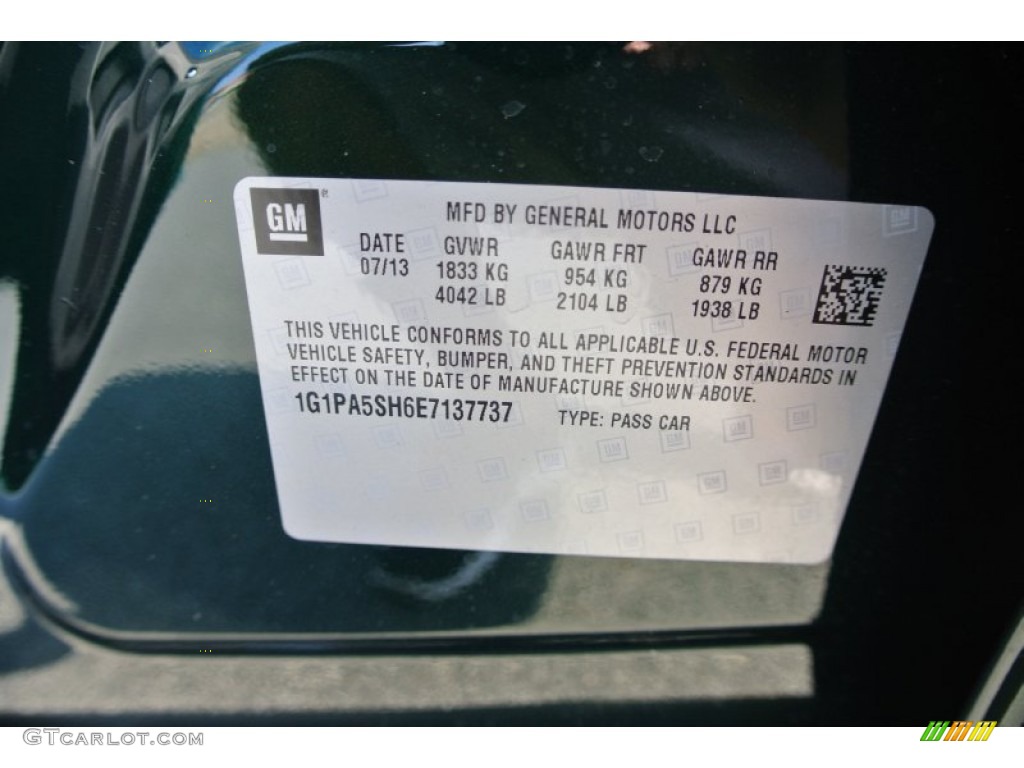 GM ®
MFD BY GENERAL MOTORS LLC
DATE GVWR GAWR FRT GAWR RR
07/13 1833 KG 954 KG 879 KG
4042 LB 2104 LB 1938 LB
THIS VEHICLE CONFORMS TO ALL APPLICABLE U.S. FEDERAL MOTOR
VEHICLE SAFETY, BUMPER, AND THEFT PREVENTION STANDARDS IN
EFFECT ON THE DATE OF MANUFACTURE SHOWN ABOVE.
1G1PA5SH6E7137737 TYPE: PASS CAR
GTCarlot.com